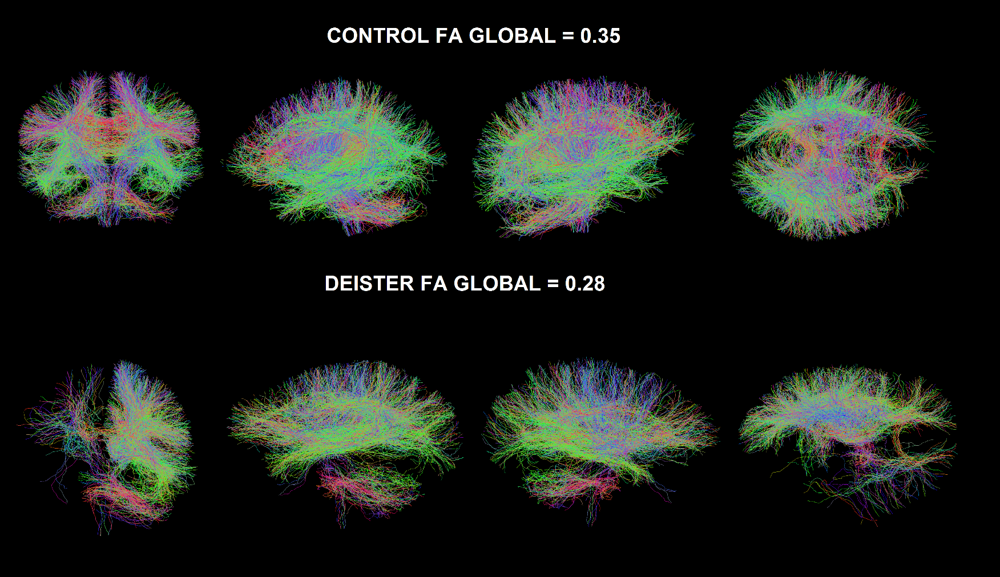 CONTROL FA GLOBAL = 0.35
DEISTER FA GLOBAL = 0.28